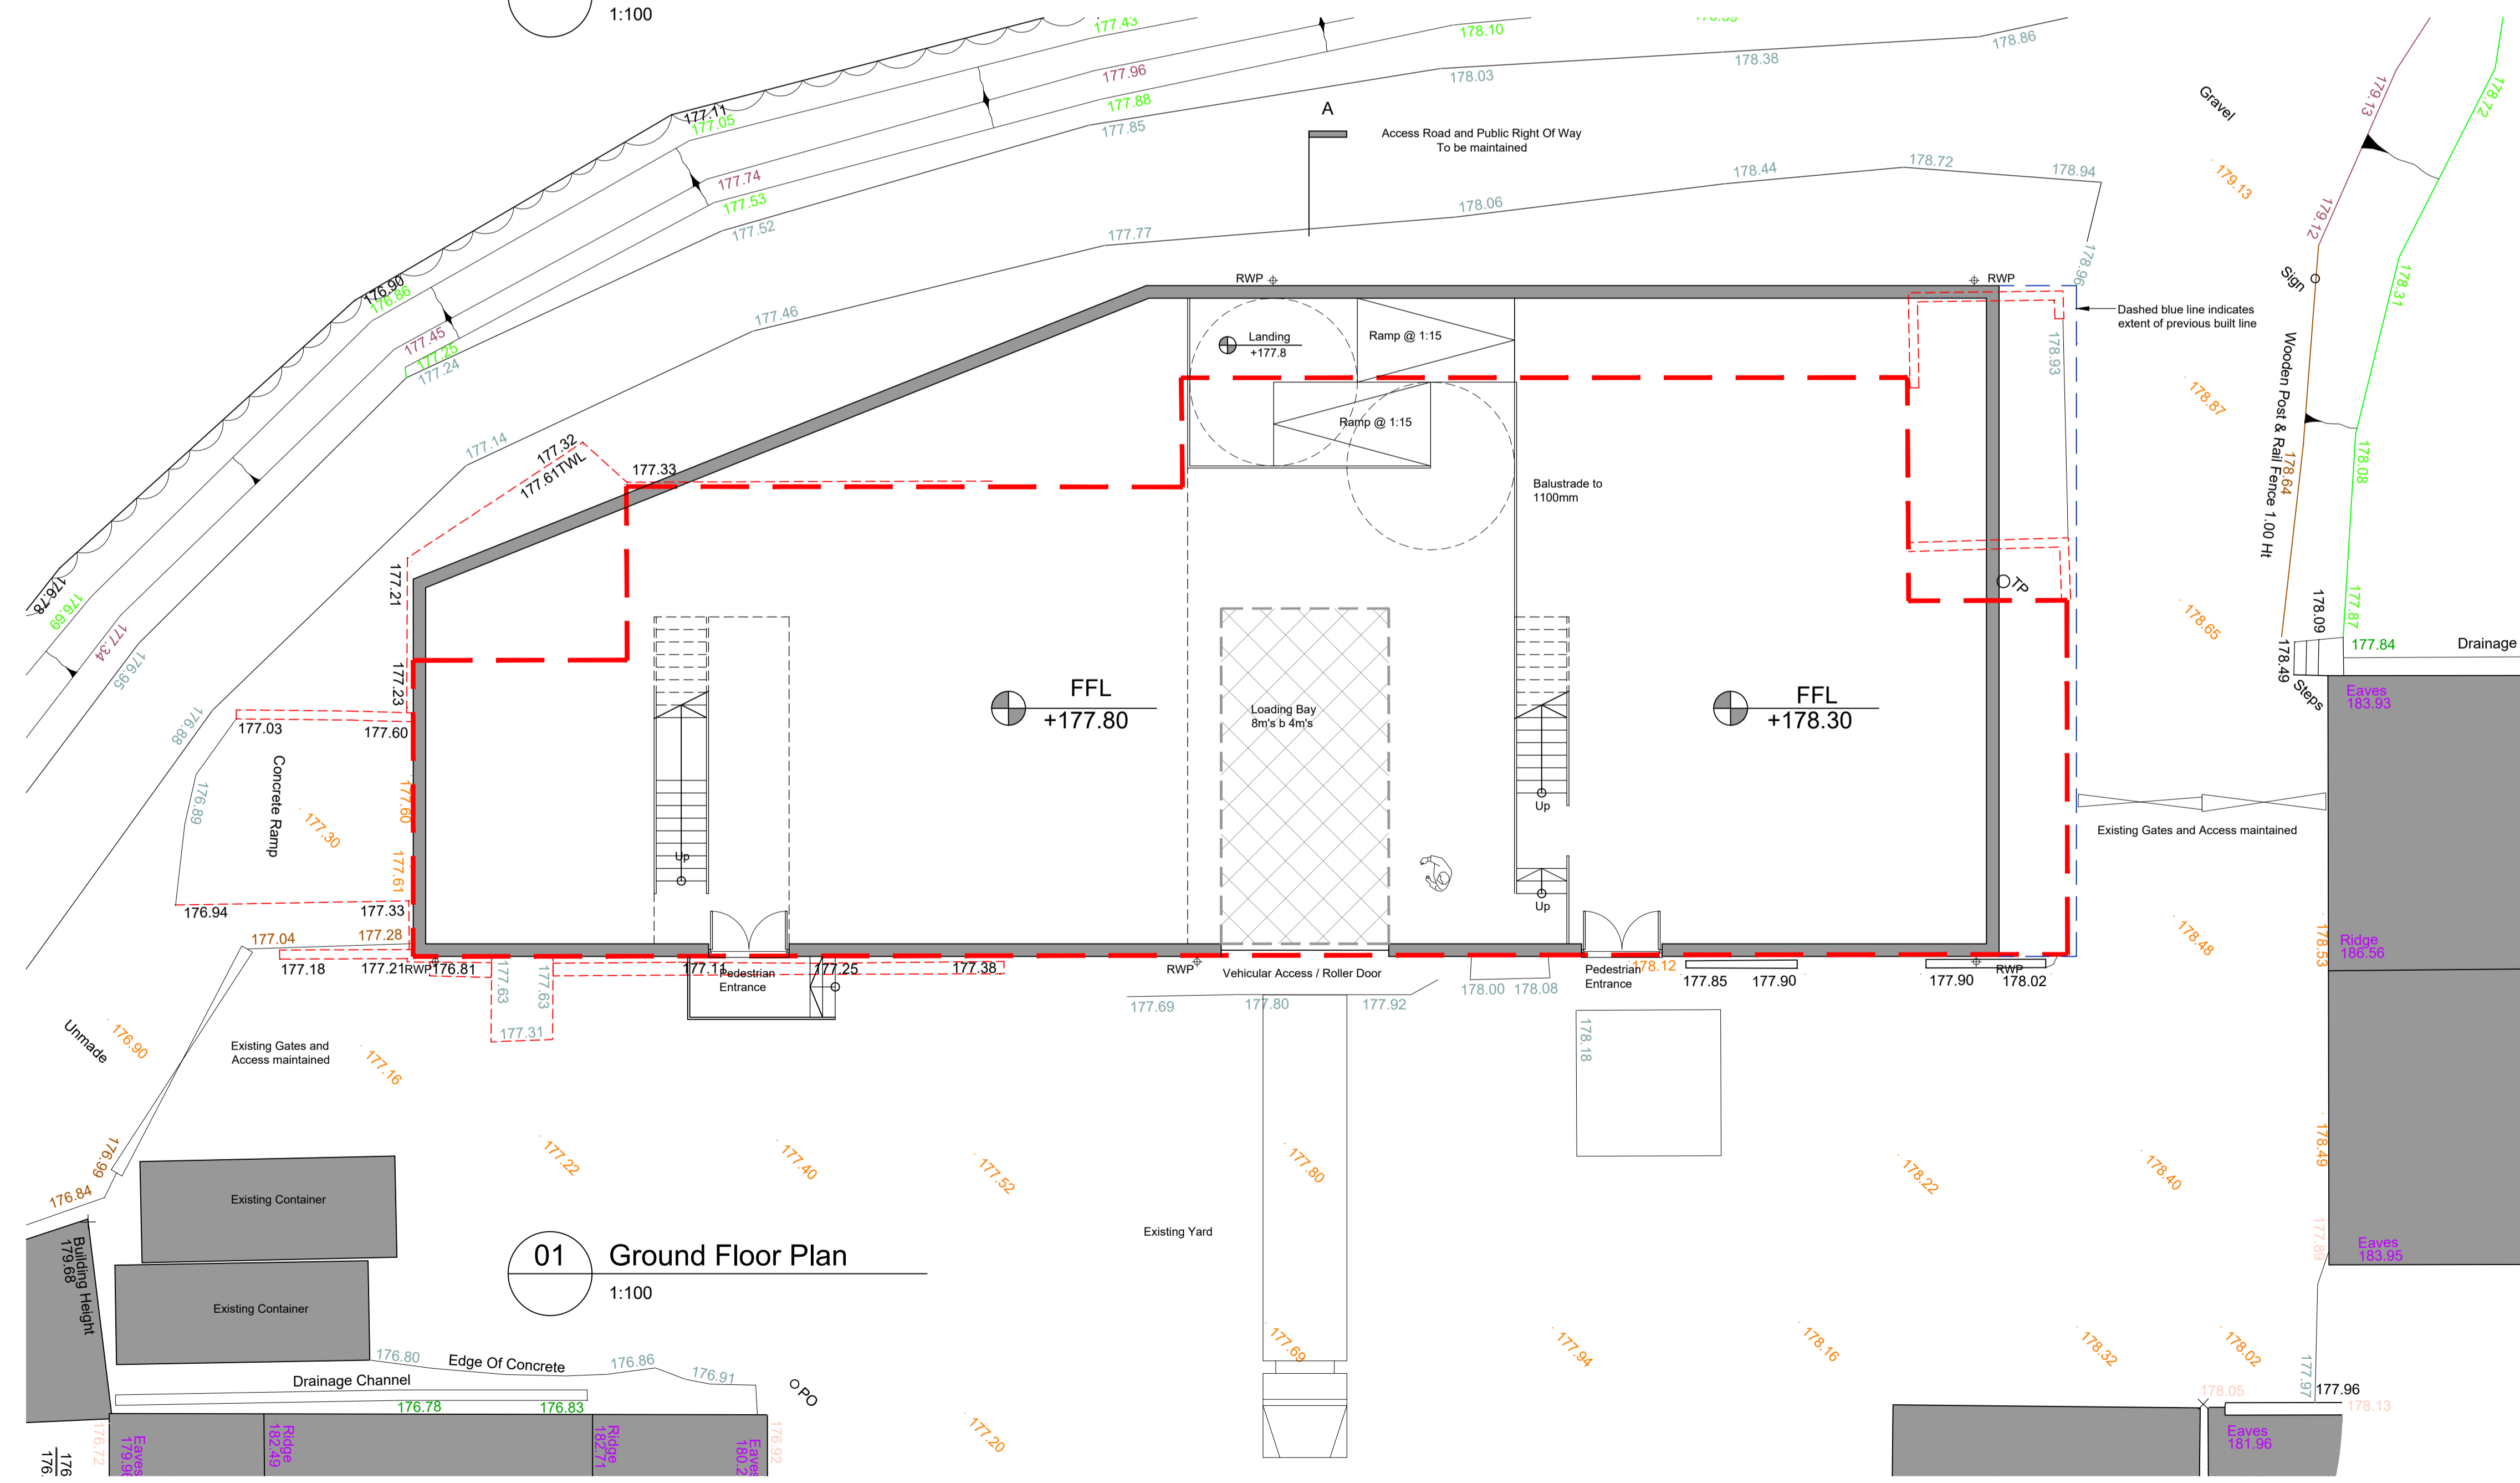 1:100
177.43
178.10
178.86
178.38
178.03
177.96
177.88
177.85
177.11
177.05
177.74
177.53
177.52
A
Access Road and Public Right Of Way
To be maintained
Gravel
179.13
178.72
179.13
179.12
178.72
178.44
178.94
178.96
178.06
177.77
176.90
176.86
177.45
177.25
177.24
177.46
RWP
RWP
Sign
178.31
Dashed blue line indicates
extent of previous built line
Landing
+177.8
Ramp @ 1:15
Ramp @ 1:15
178.93
178.87
Wooden Post & Rail Fence 1.00 Ht
178.64
178.08
177.14
177.32
177.61TWL
177.33
Balustrade to
1100mm
176.78
176.69
177.34
176.95
177.21
177.23
TP
178.65
178.09
177.87
177.84
Drainage
178.49
Steps
Eaves
183.93
176.88
177.03
177.60
FFL
+177.80
Loading Bay
8m's b 4m's
FFL
+178.30
Concrete Ramp
176.89
177.30
177.60
177.61
Up
Up
Up
Existing Gates and Access maintained
176.94
177.33
177.04
177.28
178.48
178.53
Ridge
186.56
177.18
177.21
RWP
176.81
177.63
177.63
177.31
177.11
Pedestrian
Entrance
177.25
177.38
RWP
Vehicular Access / Roller Door
177.69
177.80
177.92
178.00
178.08
Pedestrian
Entrance
178.12
177.85
177.90
177.90
RWP
178.02
Unmade
176.90
Existing Gates and
Access maintained
177.16
178.18
176.99
176.84
177.22
177.40
177.52
177.80
178.22
178.40
178.49
Existing Container
Existing Yard
177.89
Eaves
183.95
Building Height
179.68
01
Ground Floor Plan
1:100
Existing Container
177.69
177.94
178.16
178.32
178.02
176.80
Edge Of Concrete
176.86
176.91
Drainage Channel
PO
177.97
177.96
178.05
178.13
176.78
176.83
177.20
176.72
Eaves
Ridge
182.49
Ridge
182.71
Eaves
176.92
Eaves
181.96